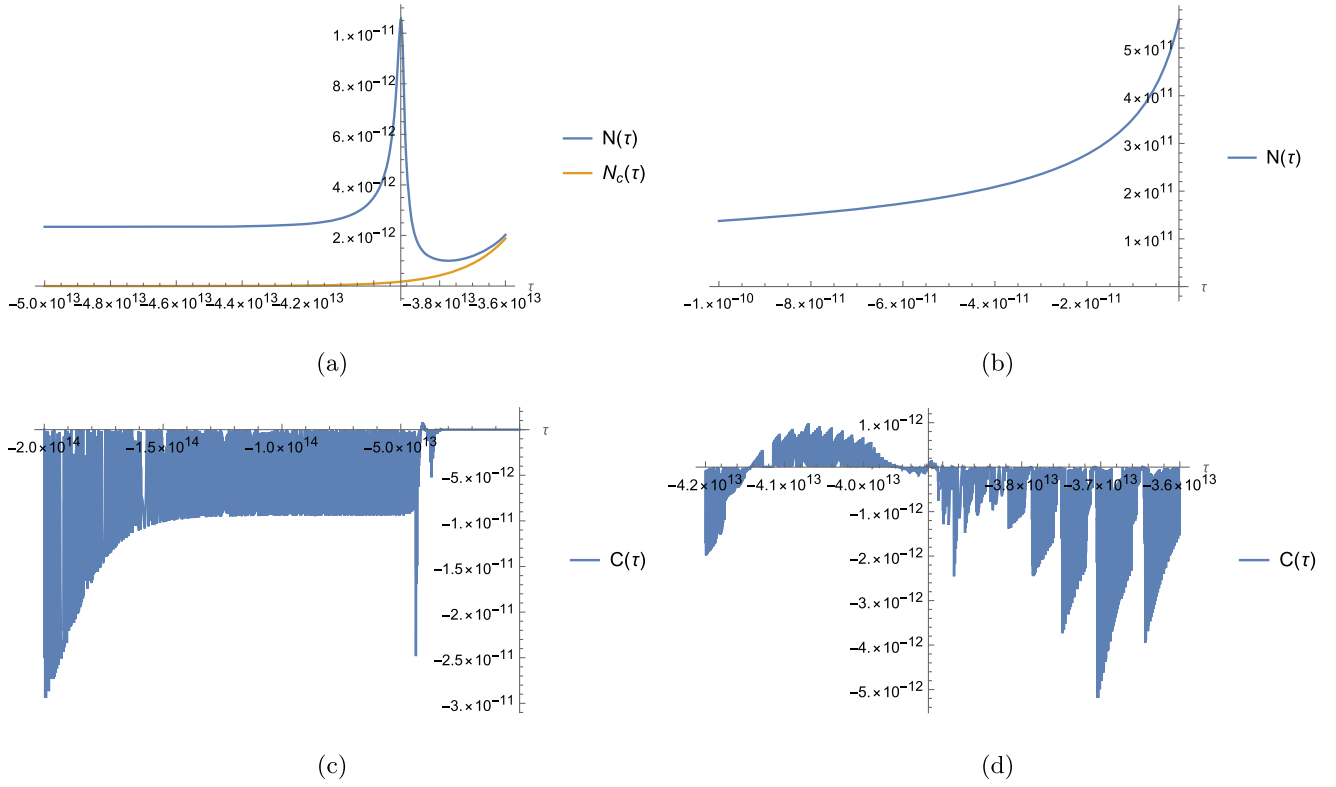 1.×10⁻¹¹
8.×10⁻¹²
6.×10⁻¹²
4.×10⁻¹²
2.×10⁻¹²
−5.0×10¹³ −4.8×10¹³ −4.6×10¹³ −4.4×10¹³ −4.2×10¹³ −3.8×10¹³ −3.6×10¹³
τ
N(τ)
N_c(τ)
(a)
5.×10¹¹
4.×10¹¹
3.×10¹¹
2.×10¹¹
1.×10¹¹
−1.×10⁻¹⁰ −8.×10⁻¹¹ −6.×10⁻¹¹ −4.×10⁻¹¹ −2.×10⁻¹¹
τ
N(τ)
(b)
τ
−2.0×10¹⁴ −1.5×10¹⁴ −1.0×10¹⁴ −5.0×10¹³
−5.×10⁻¹²
−1.×10⁻¹¹
−1.5×10⁻¹¹
−2.×10⁻¹¹
−2.5×10⁻¹¹
−3.×10⁻¹¹
C(τ)
(c)
1.×10⁻¹²
τ
−4.2×10¹³ −4.1×10¹³ −4.0×10¹³ −3.8×10¹³ −3.7×10¹³ −3.6×10¹³
−1.×10⁻¹²
−2.×10⁻¹²
−3.×10⁻¹²
−4.×10⁻¹²
−5.×10⁻¹²
C(τ)
(d)